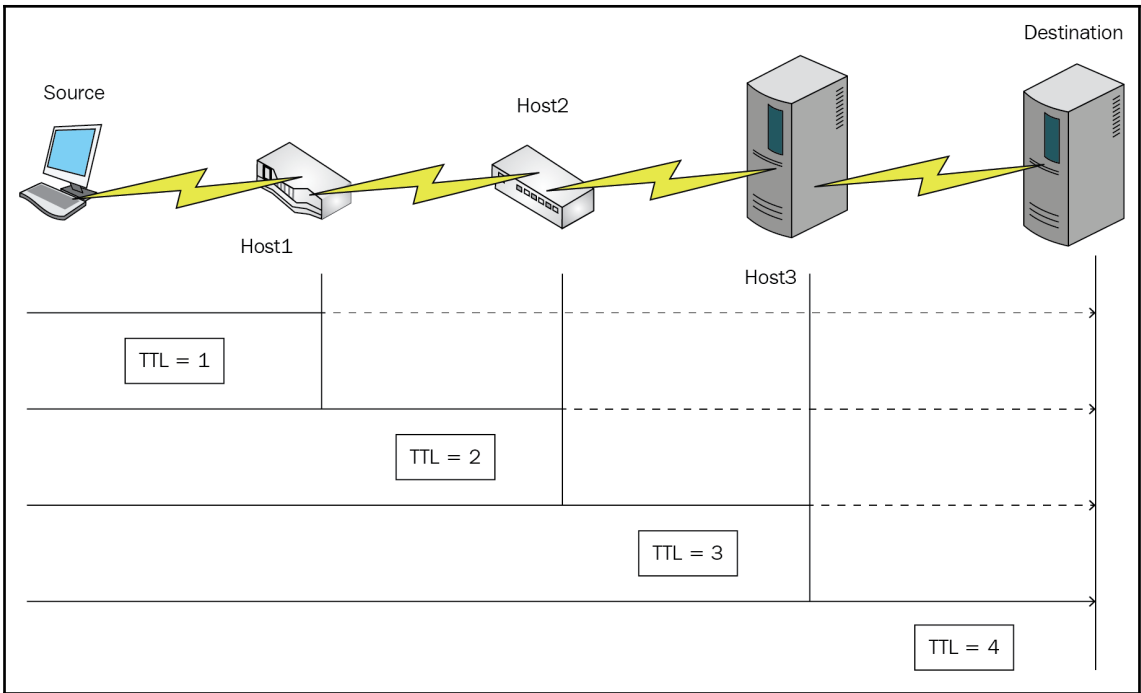 Destination
Source
Host2
Host1
Host3
TTL = 1
TTL = 2
TTL = 3
TTL = 4